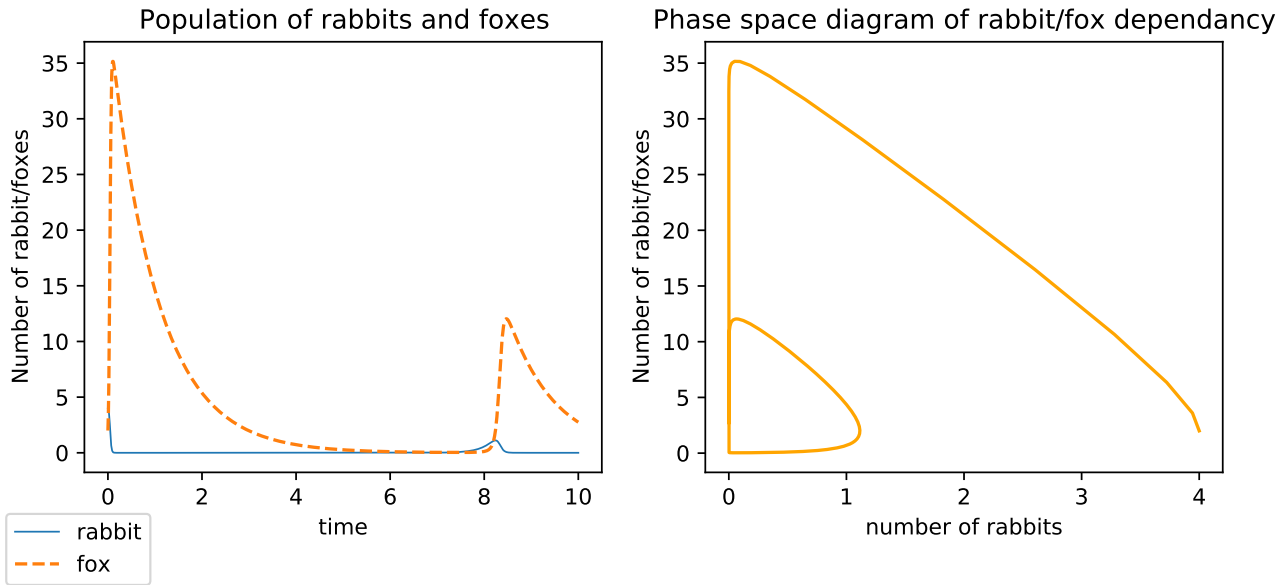 Population of rabbits and foxes
Number of rabbit/foxes
35
30
25
20
15
10
5
0
0 2 4 6 8 10
time
rabbit
fox
Phase space diagram of rabbit/fox dependancy
Number of rabbit/foxes
35
30
25
20
15
10
5
0
0 1 2 3 4
number of rabbits